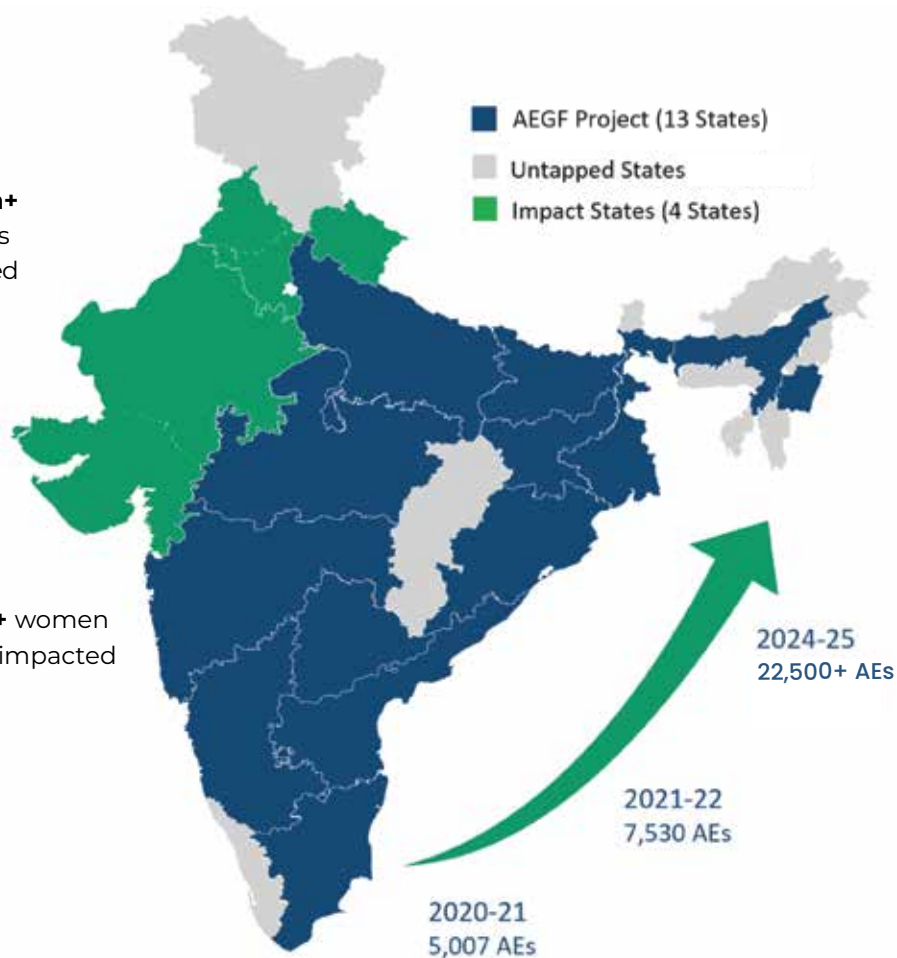 AEGF Project (13 States)
Untapped States
Impact States (4 States)
+
s
ed
+ women
impacted
2024-25
22,500+ AEs
2021-22
7,530 AEs
2020-21
5,007 AEs